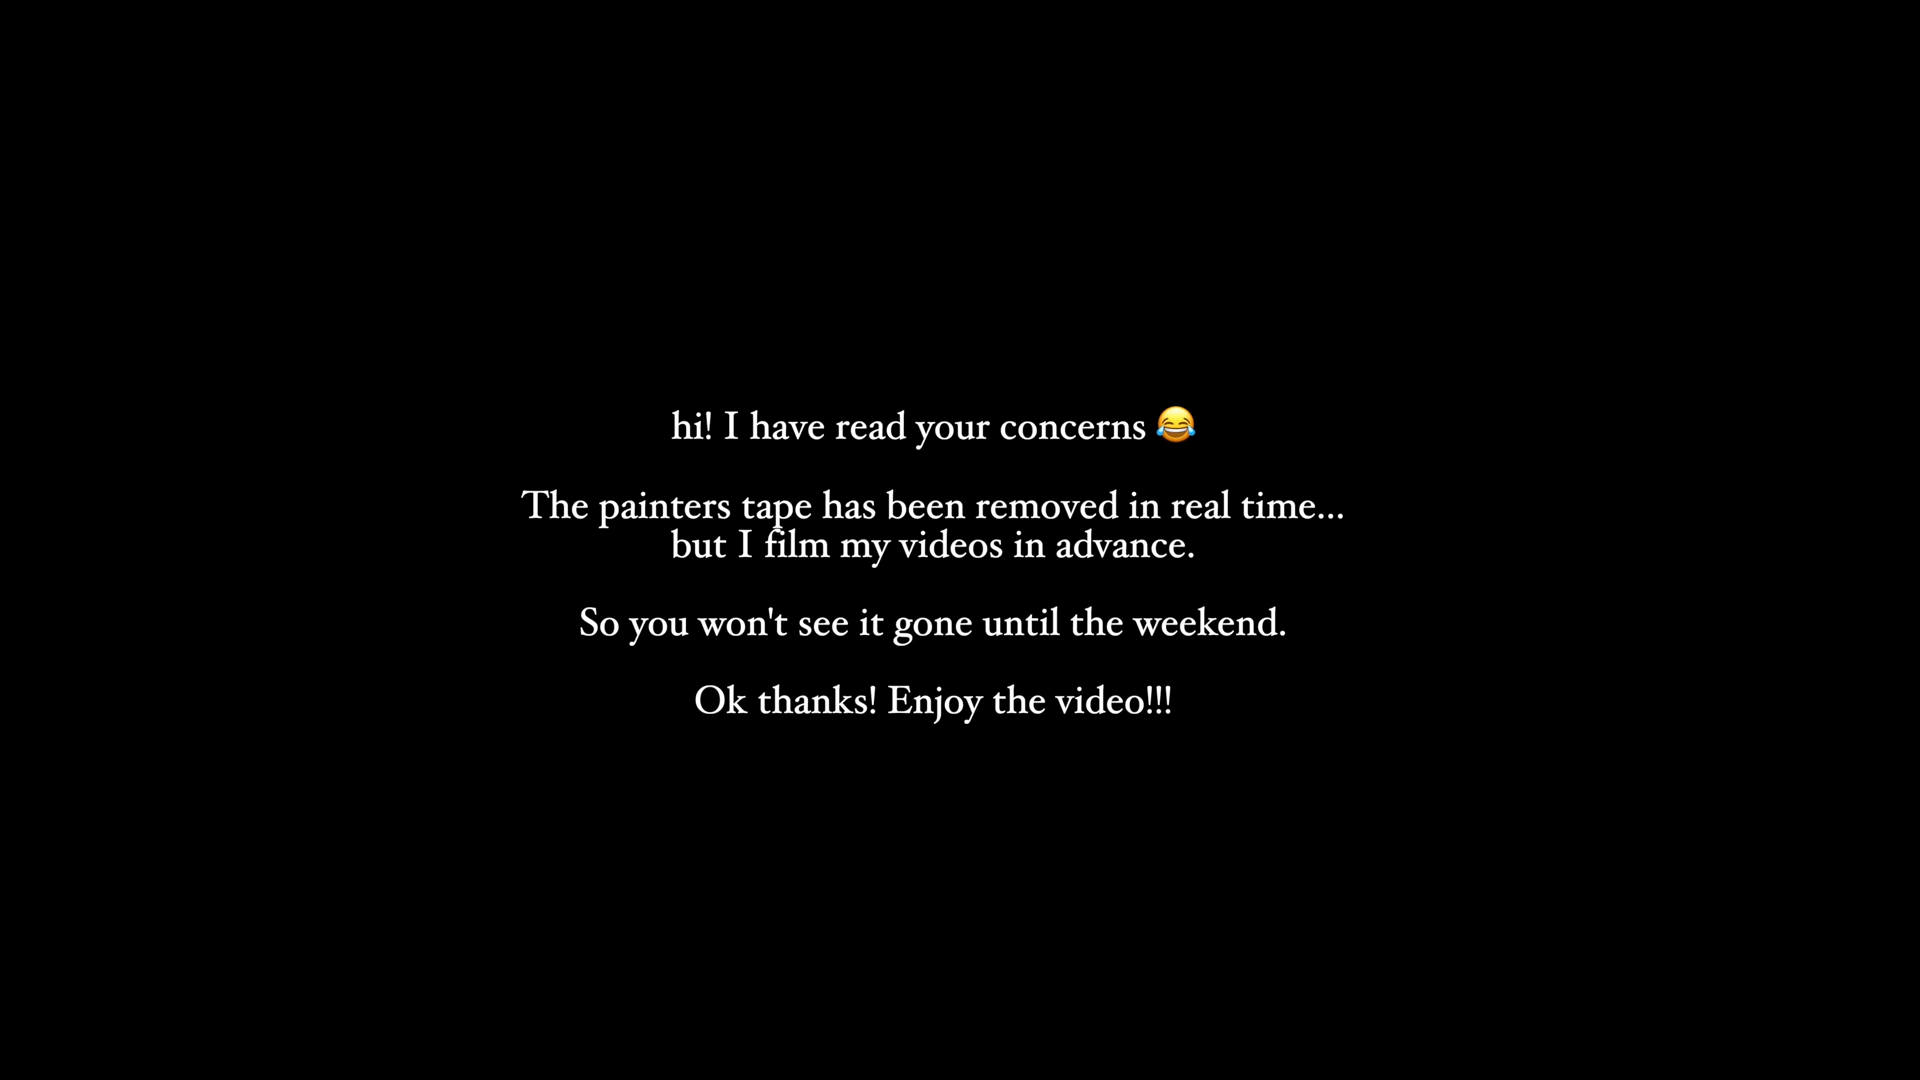 hi! I have read your concerns 😂
The painters tape has been removed in real time...
but I film my videos in advance.
So you won't see it gone until the weekend.
Ok thanks! Enjoy the video!!!